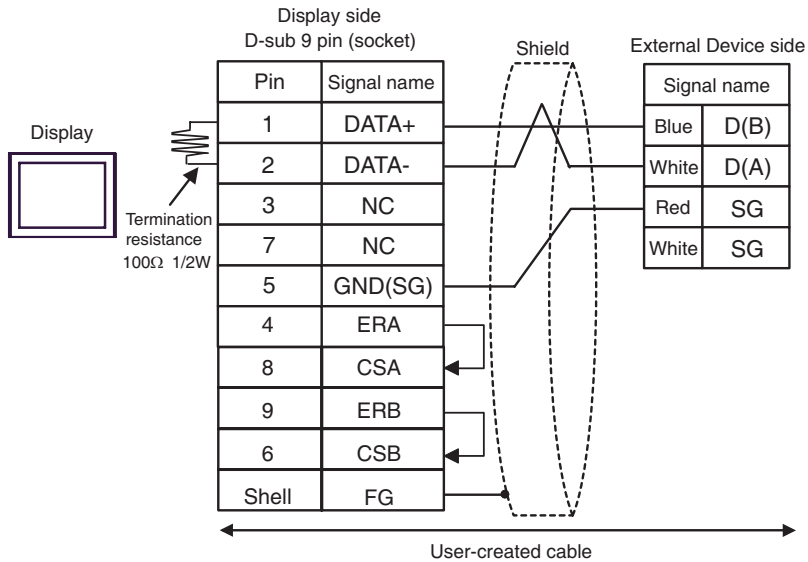 Display side
D-sub 9 pin (socket)
Shield
External Device side
Display
Termination
resistance
100Ω 1/2W
Pin Signal name
1 DATA+
2 DATA-
3 NC
7 NC
5 GND(SG)
4 ERA
8 CSA
9 ERB
6 CSB
Shell FG
Signal name
Blue D(B)
White D(A)
Red SG
White SG
User-created cable